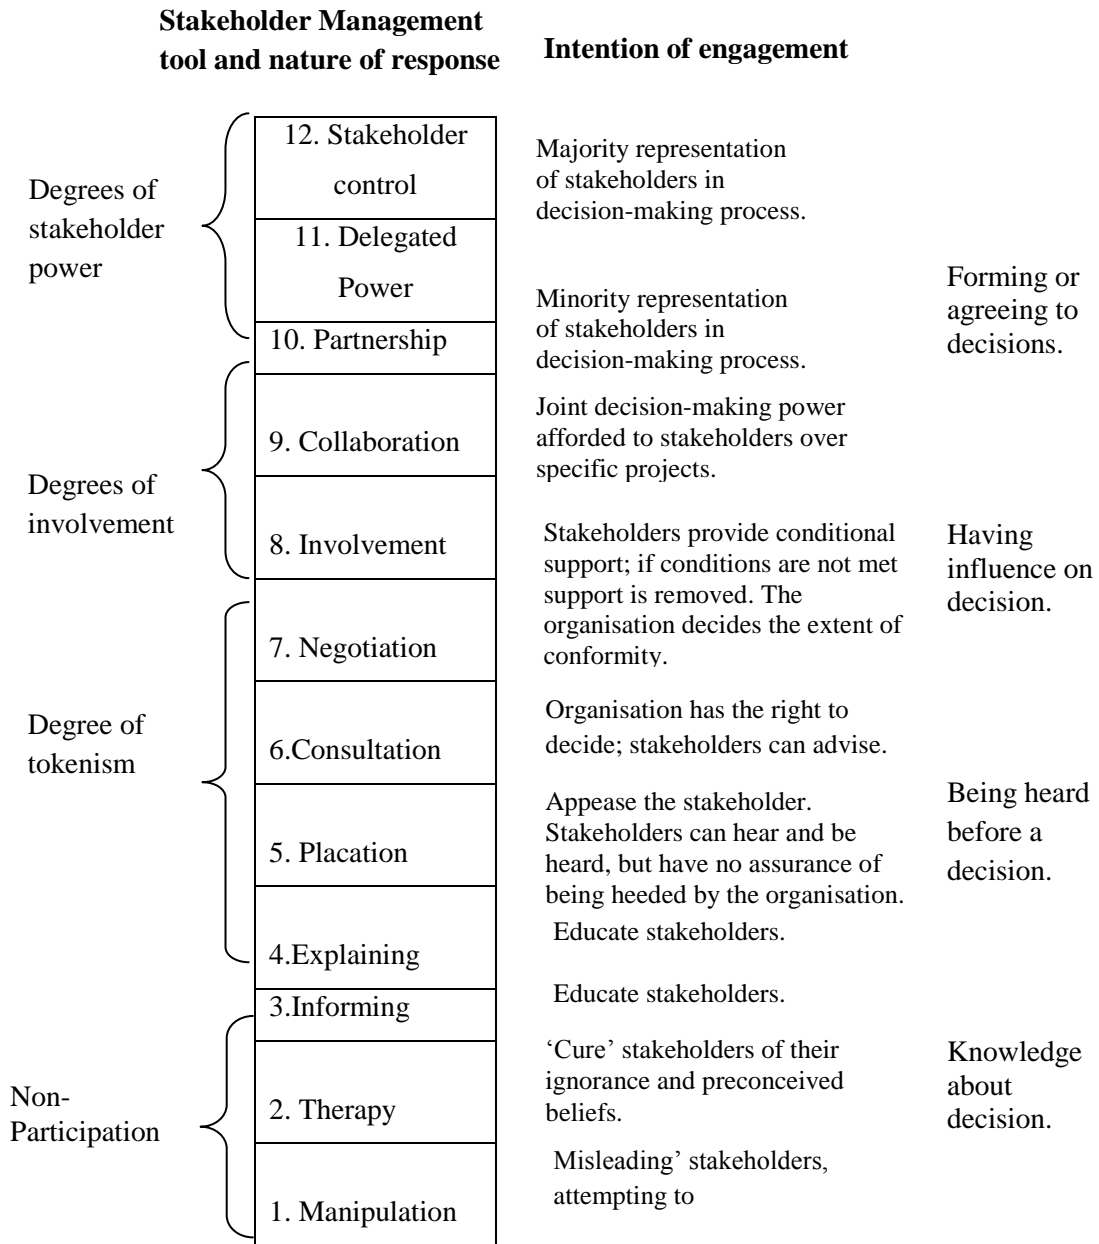 Stakeholder Management
tool and nature of response
Intention of engagement
Degrees of
stakeholder
power
12. Stakeholder
control
Majority representation
of stakeholders in
decision-making process.
11. Delegated
Power
Minority representation
of stakeholders in
decision-making process.
Forming or
agreeing to
decisions.
10. Partnership
Degrees of
involvement
9. Collaboration
Joint decision-making power
afforded to stakeholders over
specific projects.
8. Involvement
Stakeholders provide conditional
support; if conditions are not met
support is removed. The
organisation decides the extent of
conformity.
Having
influence on
decision.
Degree of
tokenism
7. Negotiation
6.Consultation
Organisation has the right to
decide; stakeholders can advise.
5. Placation
Appease the stakeholder.
Stakeholders can hear and be
heard, but have no assurance of
being heeded by the organisation.
Being heard
before a
decision.
4.Explaining
Educate stakeholders.
3.Informing
Educate stakeholders.
Non-
Participation
2. Therapy
‘Cure’ stakeholders of their
ignorance and preconceived
beliefs.
Knowledge
about
decision.
1. Manipulation
Misleading’ stakeholders,
attempting to